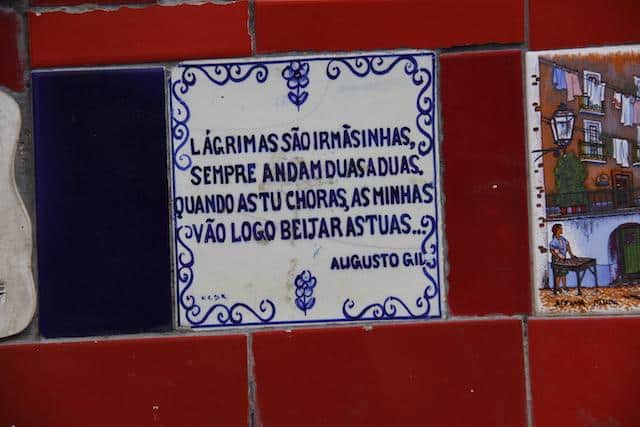 LÁGRIMAS SÃO IRMÃSINHAS,
SEMPRE ANDAM DUAS A DUAS,
QUANDO AS TU CHORAS, AS MINHAS
VÃO LOGO BEIJAR AS TUAS...
AUGUSTO GIL